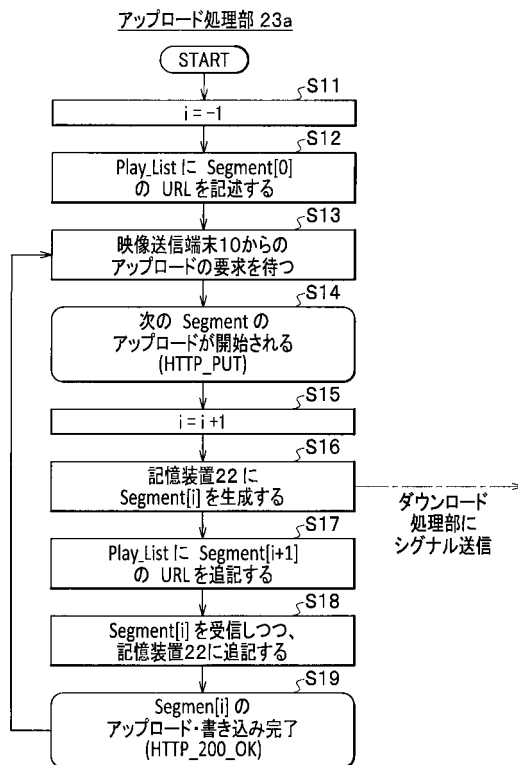 アップロード処理部 23a
START
S11
i = -1
S12
Play_List に Segment[0]
の URL を記述する
S13
映像送信端末10からの
アップロードの要求を待つ
S14
次の Segment の
アップロードが開始される
(HTTP_PUT)
S15
i = i +1
S16
記憶装置22 に
Segment[i] を生成する
ダウンロード
処理部に
シグナル送信
S17
Play_List に Segment[i+1]
の URL を追記する
S18
Segment[i] を受信しつつ、
記憶装置22に追記する
S19
Segmen[i] の
アップロード・書き込み完了
(HTTP_200_OK)